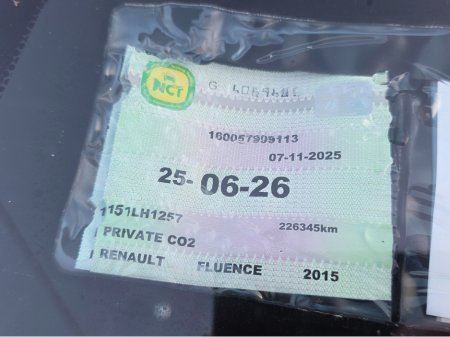 NCT
160057909113
07-11-2025
25-06-26
151LH1257
226345km
PRIVATE CO2
RENAULT FLUENCE 2015